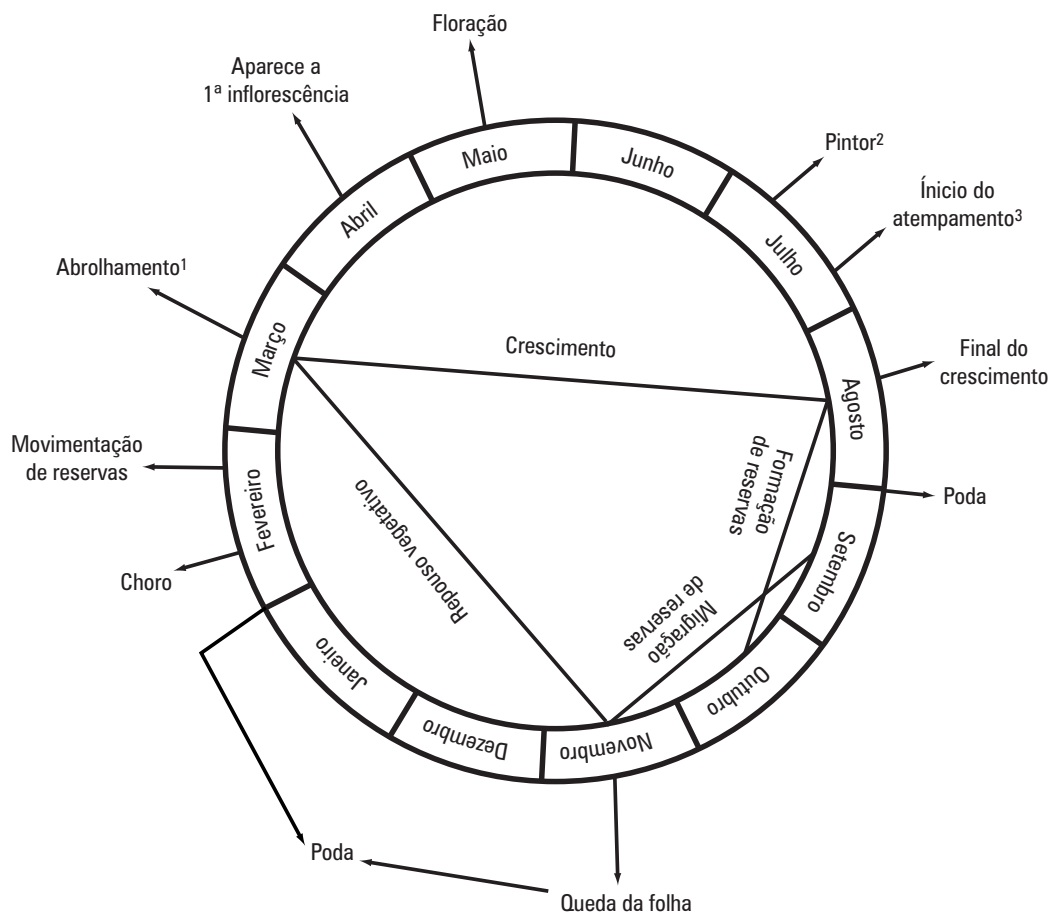 Floração
Aparece a
1ª inflorescência
Pintor²
Ínicio do
atempamento³
Abrolhamento¹
Maio
Junho
Abril
Julho
Março
Agosto
Crescimento
Final do
crescimento
Movimentação
de reservas
Fevereiro
Formação
de reservas
Poda
Repouso vegetativo
Setembro
Choro
Migração
de reservas
Janeiro
Outubro
Dezembro
Novembro
Poda
Queda da folha